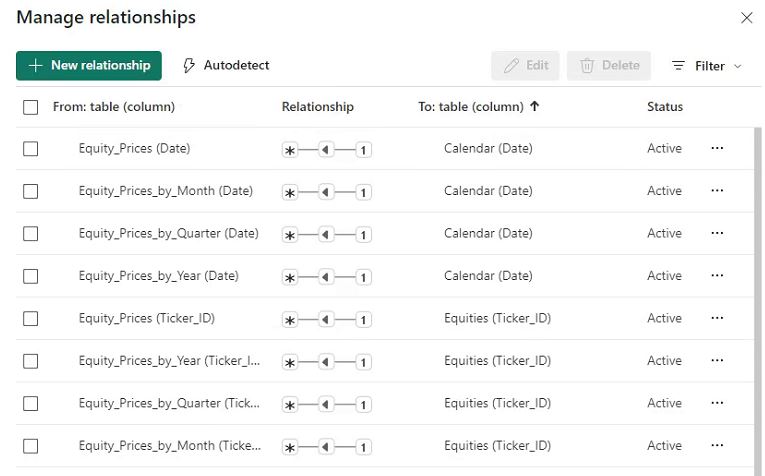 Manage relationships
New relationship Autodetect Edit Delete Filter
From: table (column) Relationship To: table (column) Status
Equity_Prices (Date) * 1 Calendar (Date) Active ...
Equity_Prices_by_Month (Date) * 1 Calendar (Date) Active ...
Equity_Prices_by_Quarter (Date) * 1 Calendar (Date) Active ...
Equity_Prices_by_Year (Date) * 1 Calendar (Date) Active ...
Equity_Prices (Ticker_ID) * 1 Equities (Ticker_ID) Active ...
Equity_Prices_by_Year (Ticker_I... * 1 Equities (Ticker_ID) Active ...
Equity_Prices_by_Quarter (Tick... * 1 Equities (Ticker_ID) Active ...
Equity_Prices_by_Month (Ticke... * 1 Equities (Ticker_ID) Active ...